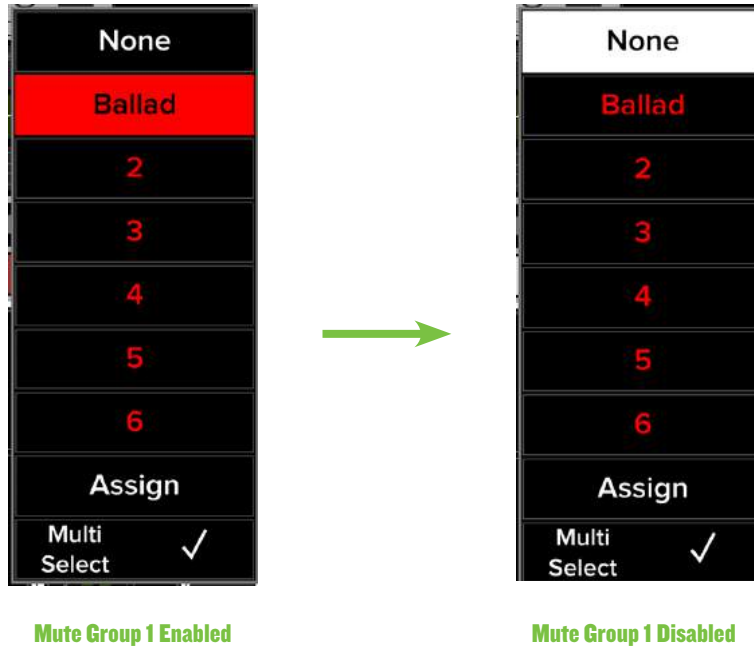 None
Ballad
2
3
4
5
6
Assign
Multi
Select
✓
Mute Group 1 Enabled
None
Ballad
2
3
4
5
6
Assign
Multi
Select
✓
Mute Group 1 Disabled